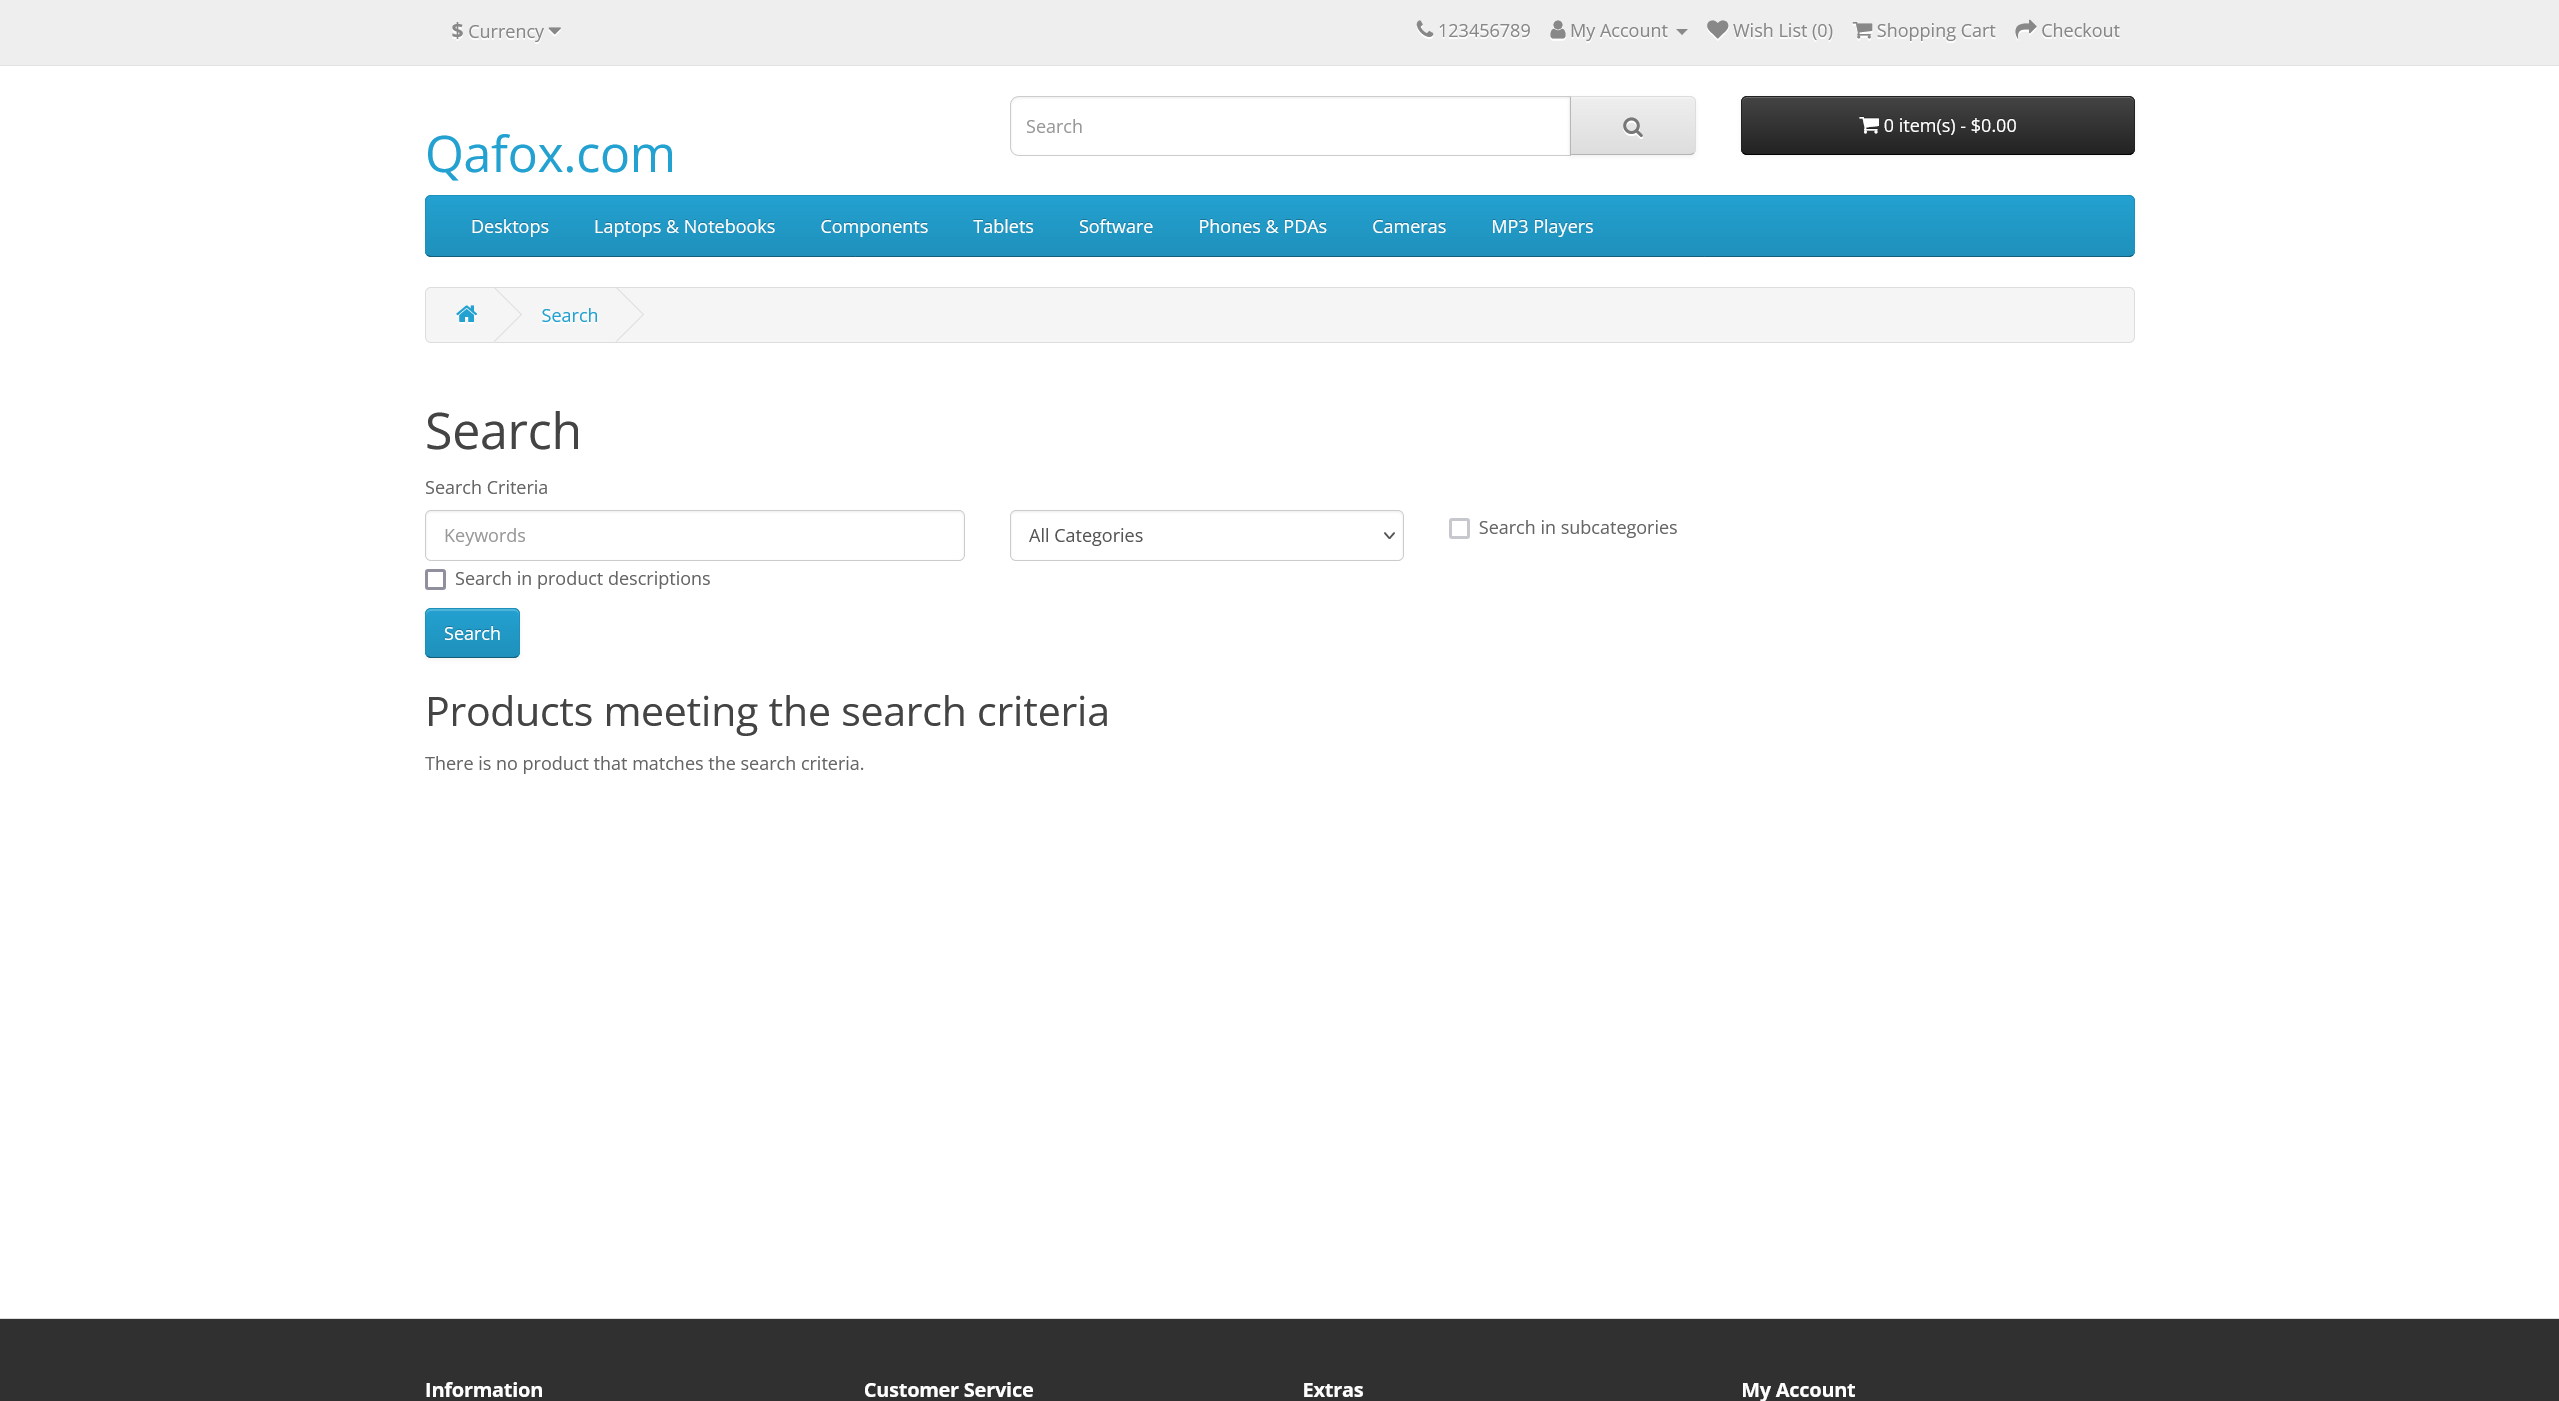 $ Currency
123456789 My Account Wish List (0) Shopping Cart Checkout
Qafox.com
Search
0 item(s) - $0.00
Desktops Laptops & Notebooks Components Tablets Software Phones & PDAs Cameras MP3 Players
Search
Search
Search Criteria
Keywords
All Categories
Search in subcategories
Search in product descriptions
Search
Products meeting the search criteria
There is no product that matches the search criteria.
Information Customer Service Extras My Account